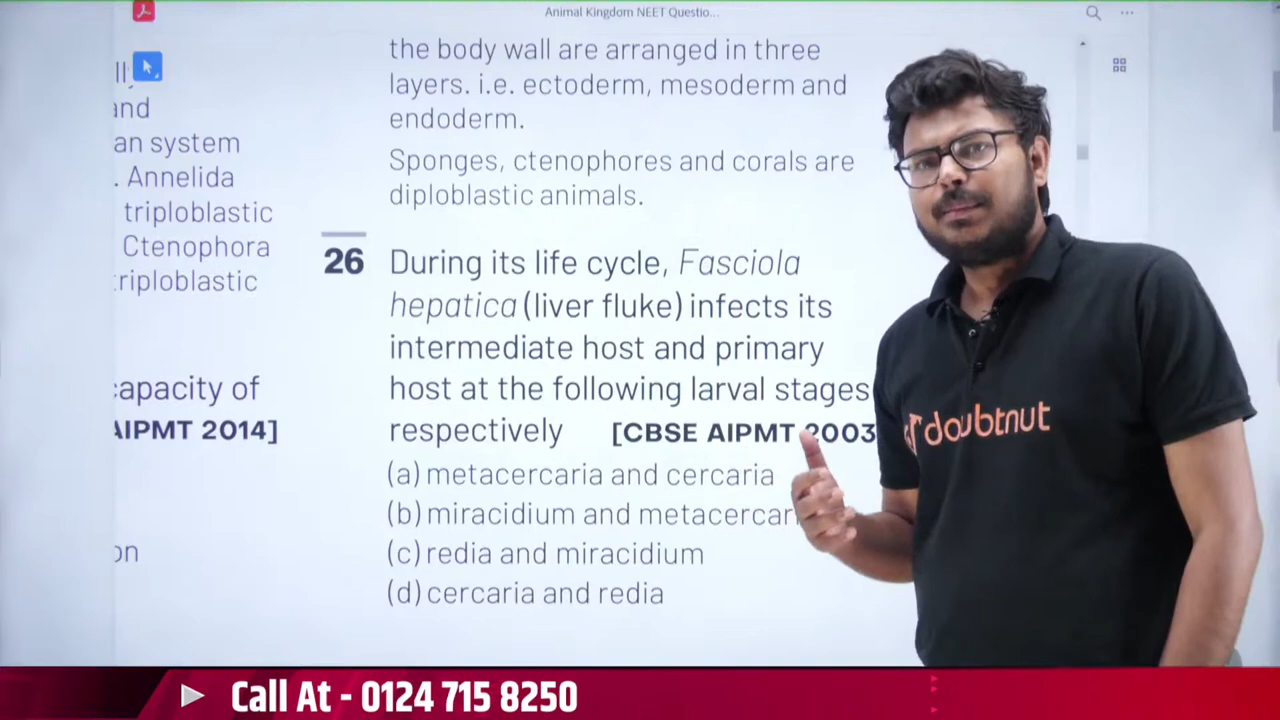 Animal Kingdom NEET Questio...
the body wall are arranged in three
layers. i.e. ectoderm, mesoderm and
endoderm.
Sponges, ctenophores and corals are
diploblastic animals.
and
an system
. Annelida
triploblastic
Ctenophora
triploblastic
capacity of
AIPMT 2014]
on
26 During its life cycle, Fasciola
hepatica (liver fluke) infects its
intermediate host and primary
host at the following larval stages
respectively [CBSE AIPMT 2003
(a) metacercaria and cercaria
(b) miracidium and metacercar
(c) redia and miracidium
(d) cercaria and redia
doubtnut
Call At - 0124 715 8250